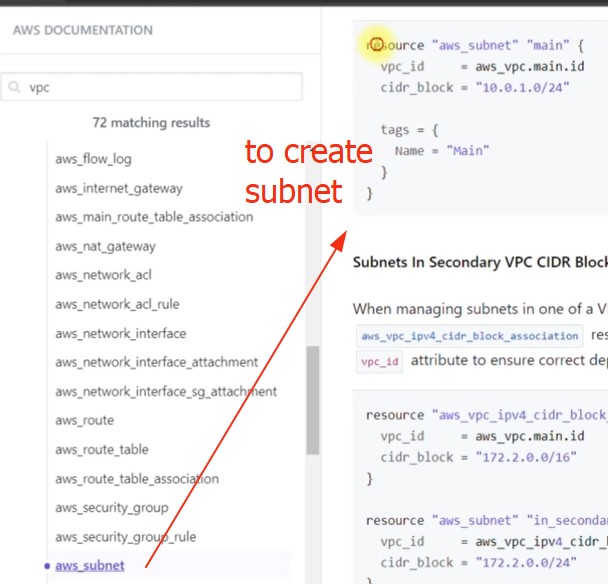 AWS DOCUMENTATION
vpc
72 matching results
aws_flow_log
aws_internet_gateway
aws_main_route_table_association
aws_nat_gateway
aws_network_acl
aws_network_acl_rule
aws_network_interface
aws_network_interface_attachment
aws_network_interface_sg_attachment
aws_route
aws_route_table
aws_route_table_association
aws_security_group
aws_security_group_rule
aws_subnet
to create
subnet
resource "aws_subnet" "main" {
vpc_id     = aws_vpc.main.id
cidr_block = "10.0.1.0/24"
tags = {
Name = "Main"
}
}
Subnets In Secondary VPC CIDR Block
When managing subnets in one of a V
aws_vpc_ipv4_cidr_block_association res
vpc_id attribute to ensure correct dep
resource "aws_vpc_ipv4_cidr_block_
vpc_id     = aws_vpc.main.id
cidr_block = "172.2.0.0/16"
}
resource "aws_subnet" "in_seconda
vpc_id     = aws_vpc_ipv4_cidr_b
cidr_block = "172.2.0.0/24"
}